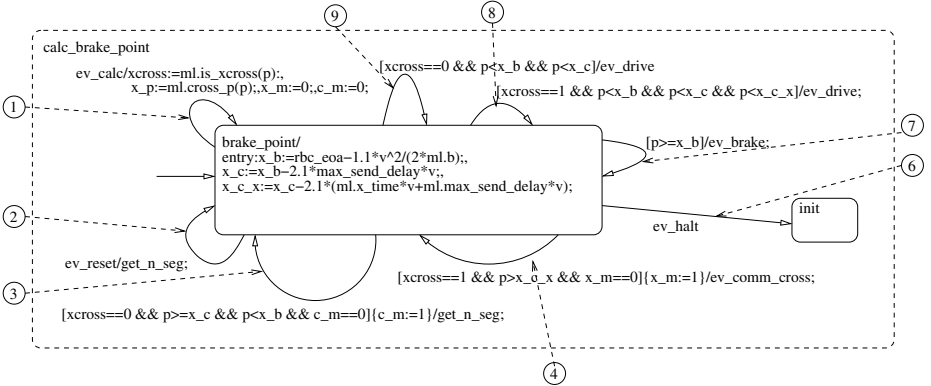 9
8
calc_brake_point
ev_calc/xcross:=ml.is_xcross(p):,
x_p:=ml.cross_p(p);,x_m:=0;,c_m:=0;
[xcross==0 && p<x_b && p<x_c]/ev_drive
[xcross==1 && p<x_b && p<x_c && p<x_c_x]/ev_drive;
1
brake_point/
entry:x_b:=rbc_eoa−1.1*v^2/(2*ml.b);,
x_c:=x_b−2.1*max_send_delay*v;,
x_c_x:=x_c−2.1*(ml.x_time*v+ml.max_send_delay*v);
[p>=x_b]/ev_brake;
7
6
2
init
ev_halt
ev_reset/get_n_seg;
3
[xcross==1 && p>x_c_x && x_m==0]{x_m:=1}/ev_comm_cross;
[xcross==0 && p>=x_c && p<x_b && c_m==0]{c_m:=1}/get_n_seg;
4